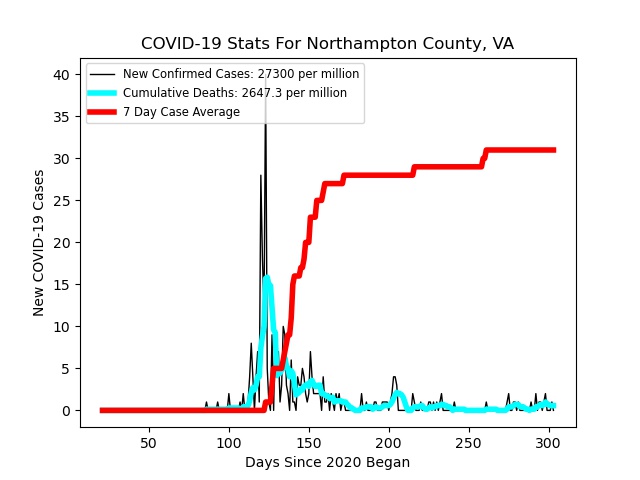 COVID-19 Stats For Northampton County, VA
New Confirmed Cases: 27300 per million
Cumulative Deaths: 2647.3 per million
7 Day Case Average
New COVID-19 Cases
40
35
30
25
20
15
10
5
0
50 100 150 200 250 300
Days Since 2020 Began